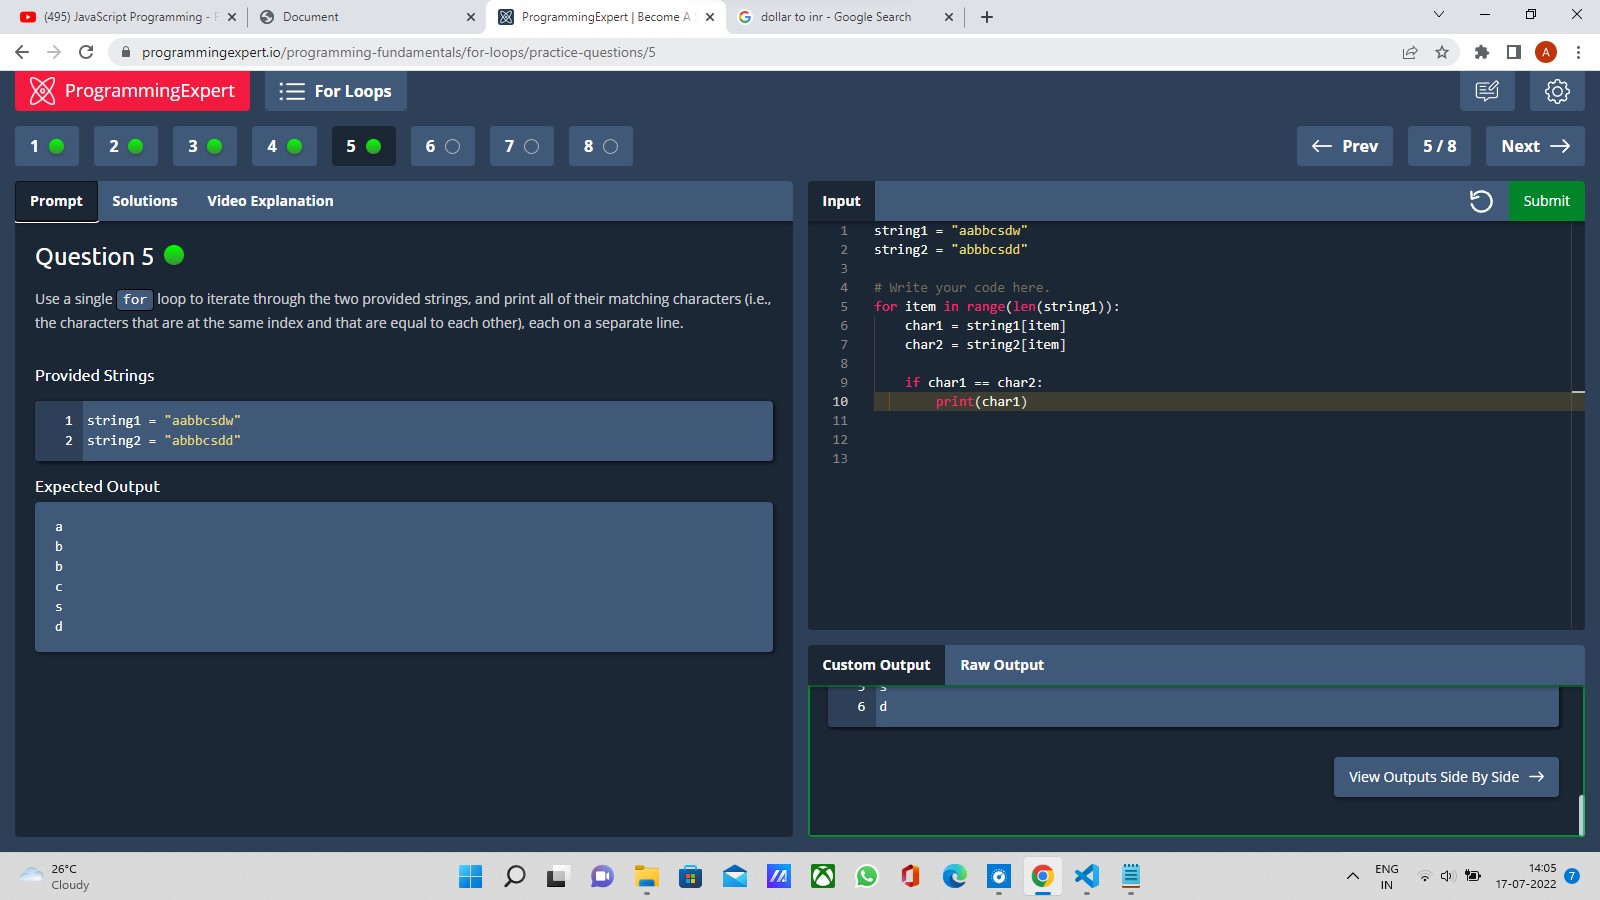 (495) JavaScript Programming - F
Document
ProgrammingExpert | Become A S
dollar to inr - Google Search
programmingexpert.io/programming-fundamentals/for-loops/practice-questions/5
A
ProgrammingExpert
For Loops
1
2
3
4
5
6
7
8
← Prev
5 / 8
Next →
Prompt
Solutions
Video Explanation
Question 5
Use a single for loop to iterate through the two provided strings, and print all of their matching characters (i.e.,
the characters that are at the same index and that are equal to each other), each on a separate line.
Provided Strings
1 string1 = "aabbcsdw"
2 string2 = "abbbcsdd"
Expected Output
a
b
b
c
s
d
Input
Submit
1 string1 = "aabbcsdw"
2 string2 = "abbbcsdd"
3
4 # Write your code here.
5 for item in range(len(string1)):
6 char1 = string1[item]
7 char2 = string2[item]
8
9 if char1 == char2:
10 print(char1)
11
12
13
Custom Output
Raw Output
5 s
6 d
View Outputs Side By Side →
26°C
Cloudy
ENG
IN
14:05
17-07-2022
7